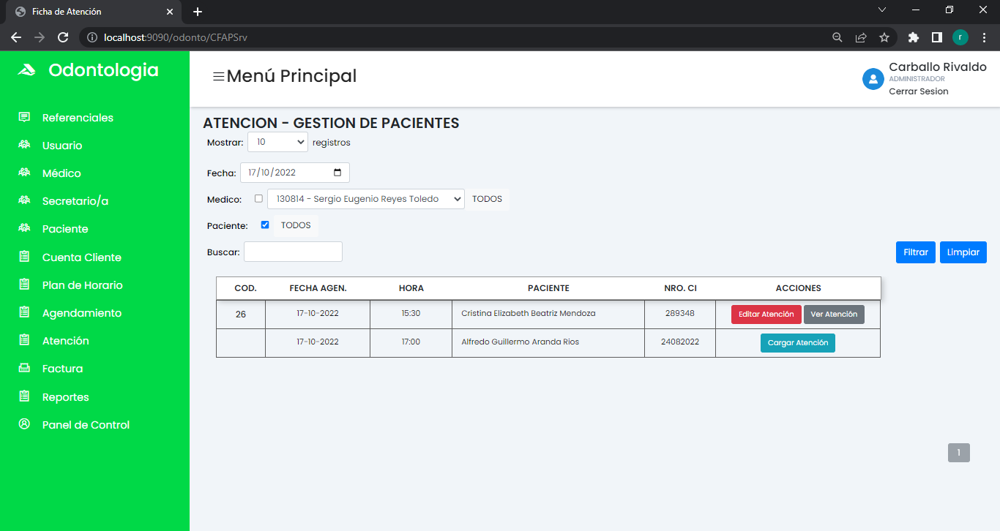 Ficha de Atención
localhost:9090/odonto/CFAPSrv
r
Odontologia
Menú Principal
Carballo Rivaldo
ADMINISTRADOR
Cerrar Sesion
Referenciales
Usuario
Médico
Secretario/a
Paciente
Cuenta Cliente
Plan de Horario
Agendamiento
Atención
Factura
Reportes
Panel de Control
ATENCION - GESTION DE PACIENTES
Mostrar: 10 registros
Fecha: 17/10/2022
Medico: 130814 - Sergio Eugenio Reyes Toledo TODOS
Paciente: TODOS
Buscar: Filtrar Limpiar
COD. FECHA AGEN. HORA PACIENTE NRO. CI ACCIONES
26 17-10-2022 15:30 Cristina Elizabeth Beatriz Mendoza 289348 Editar Atención Ver Atención
17-10-2022 17:00 Alfredo Guillermo Aranda Rios 24082022 Cargar Atención
1